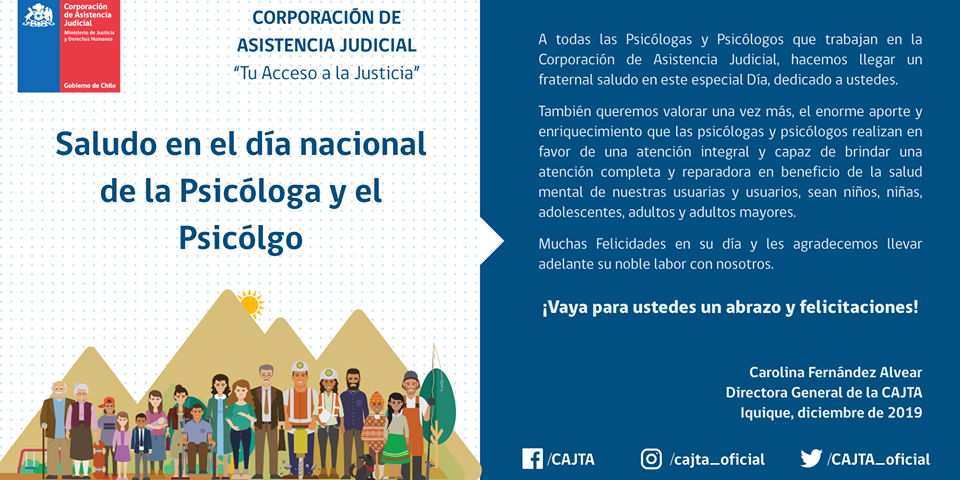 Corporación
de Asistencia
Judicial
Ministerio de Justicia
y Derechos Humanos
Gobierno de Chile
CORPORACIÓN DE
ASISTENCIA JUDICIAL
“Tu Acceso a la Justicia”
Saludo en el día nacional
de la Psicóloga y el
Psicólgo
A todas las Psicólogas y Psicólogos que trabajan en la
Corporación de Asistencia Judicial, hacemos llegar un
fraternal saludo en este especial Día, dedicado a ustedes.
También queremos valorar una vez más, el enorme aporte y
enriquecimiento que las psicólogas y psicólogos realizan en
favor de una atención integral y capaz de brindar una
atención completa y reparadora en beneficio de la salud
mental de nuestras usuarias y usuarios, sean niños, niñas,
adolescentes, adultos y adultos mayores.
Muchas Felicidades en su día y les agradecemos llevar
adelante su noble labor con nosotros.
¡Vaya para ustedes un abrazo y felicitaciones!
Carolina Fernández Alvear
Directora General de la CAJTA
Iquique, diciembre de 2019
/CAJTA
/cajta_oficial
/CAJTA_oficial